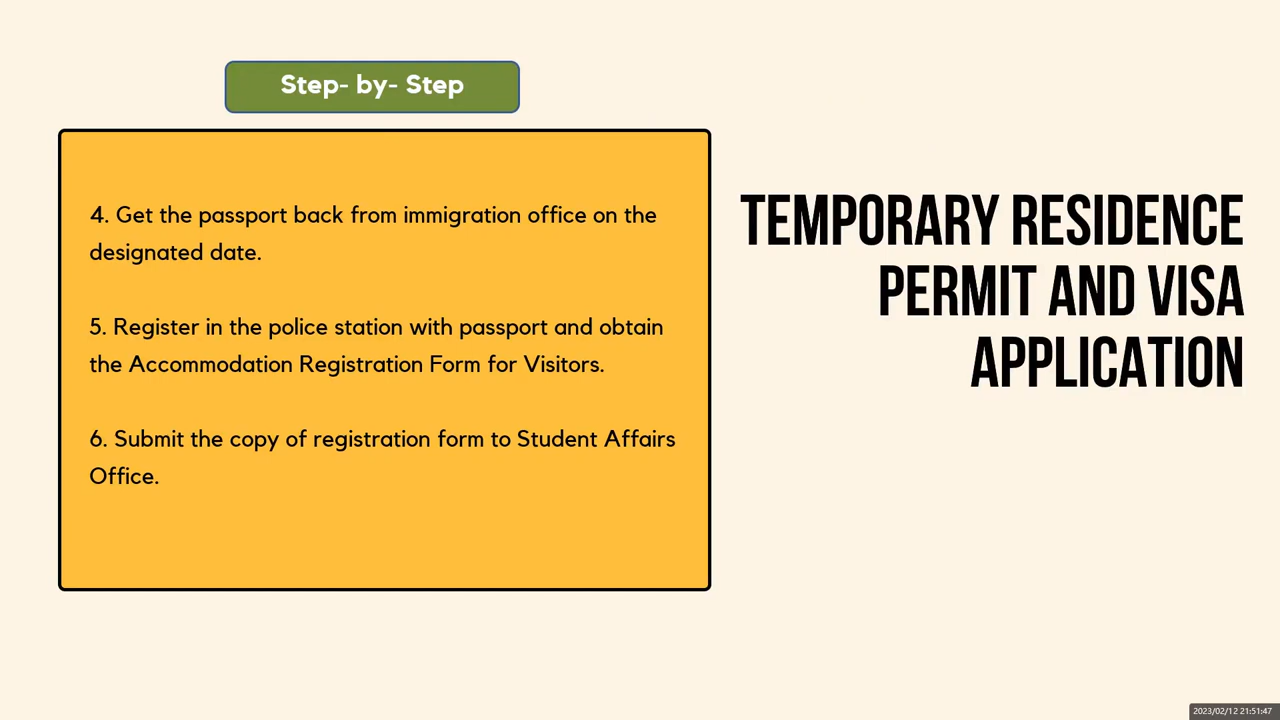 Step- by- Step
4. Get the passport back from immigration office on the
designated date.
5. Register in the police station with passport and obtain
the Accommodation Registration Form for Visitors.
6. Submit the copy of registration form to Student Affairs
Office.
TEMPORARY RESIDENCE
PERMIT AND VISA
APPLICATION
2023/02/12 21:51:47